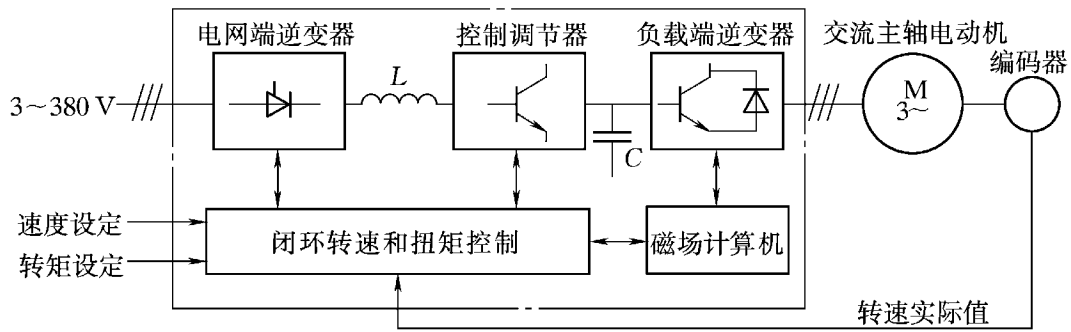 电网端逆变器
控制调节器
负载端逆变器
交流主轴电动机
编码器
3～380 V
L
C
M
3～
速度设定
转矩设定
闭环转速和扭矩控制
磁场计算机
转速实际值